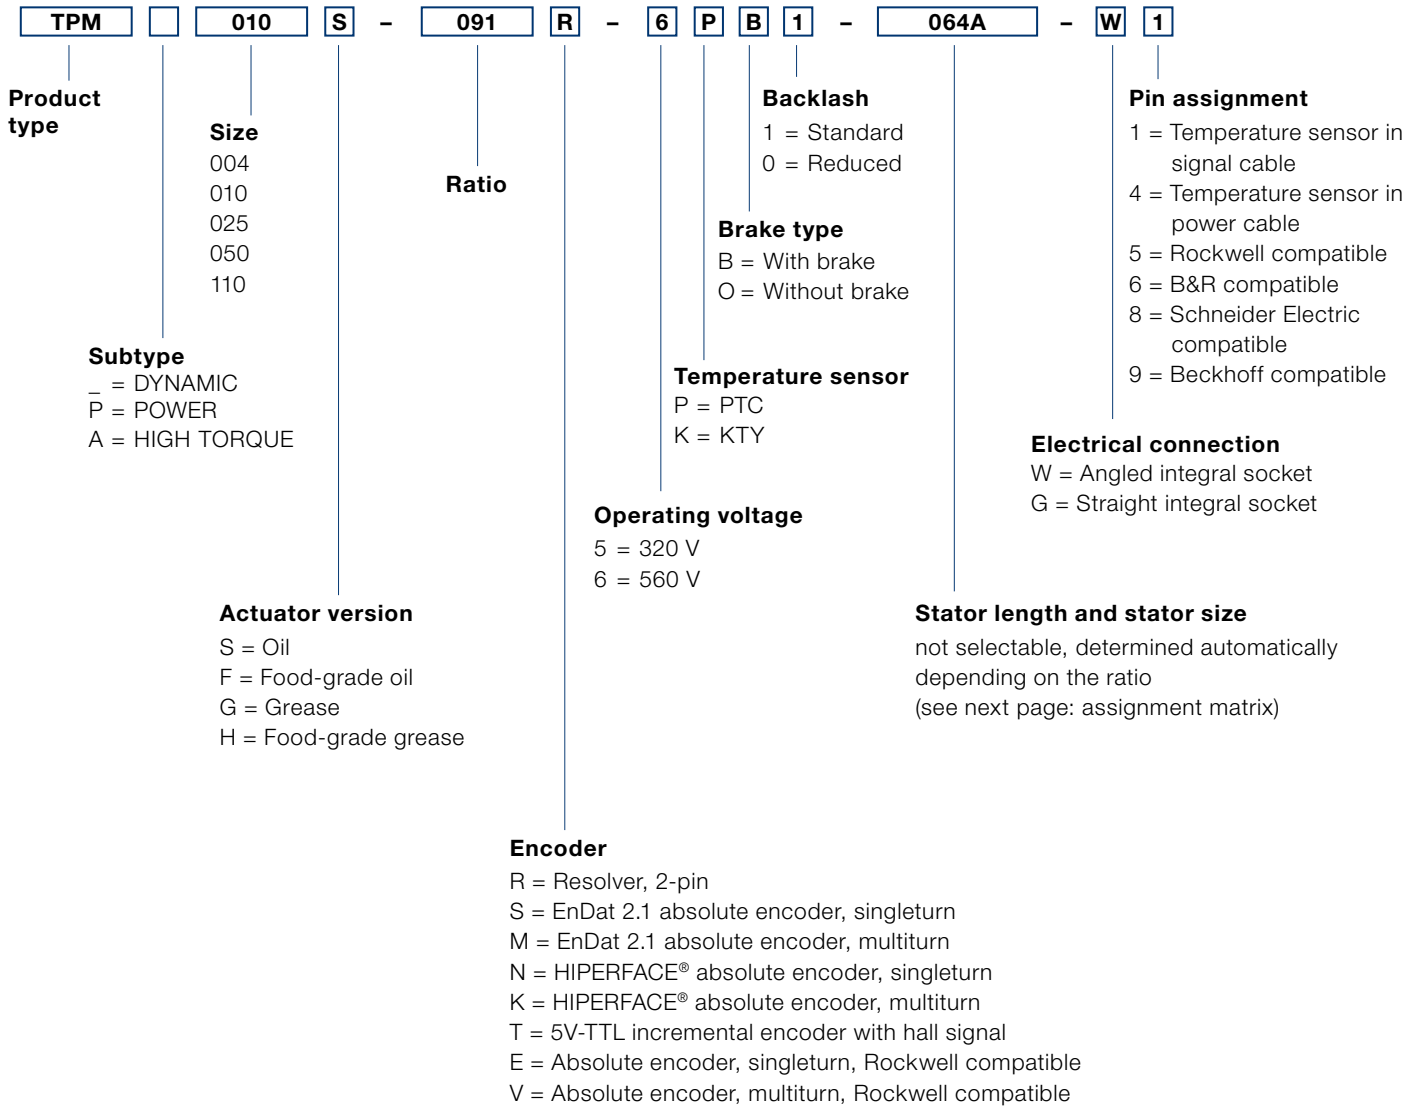 TPM 010 S – 091 R – 6 P B 1 – 064A – W 1
Product
type
Size
004
010
025
050
110
Subtype
_ = DYNAMIC
P = POWER
A = HIGH TORQUE
Actuator version
S = Oil
F = Food-grade oil
G = Grease
H = Food-grade grease
Ratio
Encoder
R = Resolver, 2-pin
S = EnDat 2.1 absolute encoder, singleturn
M = EnDat 2.1 absolute encoder, multiturn
N = HIPERFACE® absolute encoder, singleturn
K = HIPERFACE® absolute encoder, multiturn
T = 5V-TTL incremental encoder with hall signal
E = Absolute encoder, singleturn, Rockwell compatible
V = Absolute encoder, multiturn, Rockwell compatible
Operating voltage
5 = 320 V
6 = 560 V
Temperature sensor
P = PTC
K = KTY
Brake type
B = With brake
O = Without brake
Backlash
1 = Standard
0 = Reduced
Stator length and stator size
not selectable, determined automatically
depending on the ratio
(see next page: assignment matrix)
Electrical connection
W = Angled integral socket
G = Straight integral socket
Pin assignment
1 = Temperature sensor in
signal cable
4 = Temperature sensor in
power cable
5 = Rockwell compatible
6 = B&R compatible
8 = Schneider Electric
compatible
9 = Beckhoff compatible